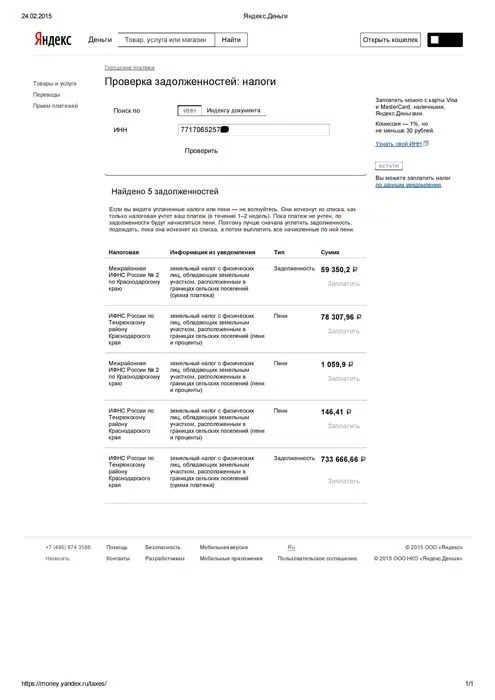 24.02.2015
Яндекс.Деньги
Яндекс
Деньги
Товар, услуга или магазин
Найти
Открыть кошелек
Товары и услуги
Переводы
Прием платежей
Городские платежи
Проверка задолженностей: налоги
Поиск по
ИНН
Индексу документа
ИНН
7717065257
Проверить
Заплатить можно с карты Visa
и MasterCard, наличными,
Яндекс.Деньгами.
Комиссия — 1%, но
не меньше 30 рублей.
Узнать свой ИНН
КСТАТИ
Вы можете заплатить налог
по данным уведомления.
Найдено 5 задолженностей
Если вы видите уплаченные налоги или пени — не волнуйтесь. Они исчезнут из списка, как
только налоговая учтет ваш платеж (в течение 1–2 недель). Пока платеж не учтен, по
задолженности будут начисляться пени. Поэтому лучше сначала уплатить задолженность,
подождать, пока она исчезнет из списка, а потом выплатить все начисленные по ней пени.
Налоговая
Информация из уведомления
Тип
Сумма
Межрайонная
ИФНС России № 2
по Краснодарскому
краю
земельный налог с физических
лиц, обладающих земельным
участком, расположенным в
границах сельских поселений
(сумма платежа)
Задолженность
59 350,2 ₽
Заплатить
ИФНС России по
Темрюкскому
району
Краснодарского
края
земельный налог с физических
лиц, обладающих земельным
участком, расположенным в
границах сельских поселений (пени
и проценты)
Пени
78 307,96 ₽
Заплатить
Межрайонная
ИФНС России № 2
по Краснодарскому
краю
земельный налог с физических
лиц, обладающих земельным
участком, расположенным в
границах сельских поселений (пени
и проценты)
Пени
1 059,9 ₽
Заплатить
ИФНС России по
Темрюкскому
району
Краснодарского
края
земельный налог с физических
лиц, обладающих земельным
участком, расположенным в
границах сельских поселений (пени
и проценты)
Пени
146,41 ₽
Заплатить
ИФНС России по
Темрюкскому
району
Краснодарского
края
земельный налог с физических
лиц, обладающих земельным
участком, расположенным в
границах сельских поселений
(сумма платежа)
Задолженность
733 666,66 ₽
Заплатить
+7 (495) 974 3586
Помощь
Безопасность
Мобильная версия
Ru
© 2015 ООО «Яндекс»
Написать
Контакты
Разработчикам
Мобильные приложения
Пользовательское соглашение
© 2015 ООО НКО «Яндекс.Деньги»
https://money.yandex.ru/taxes/
1/1